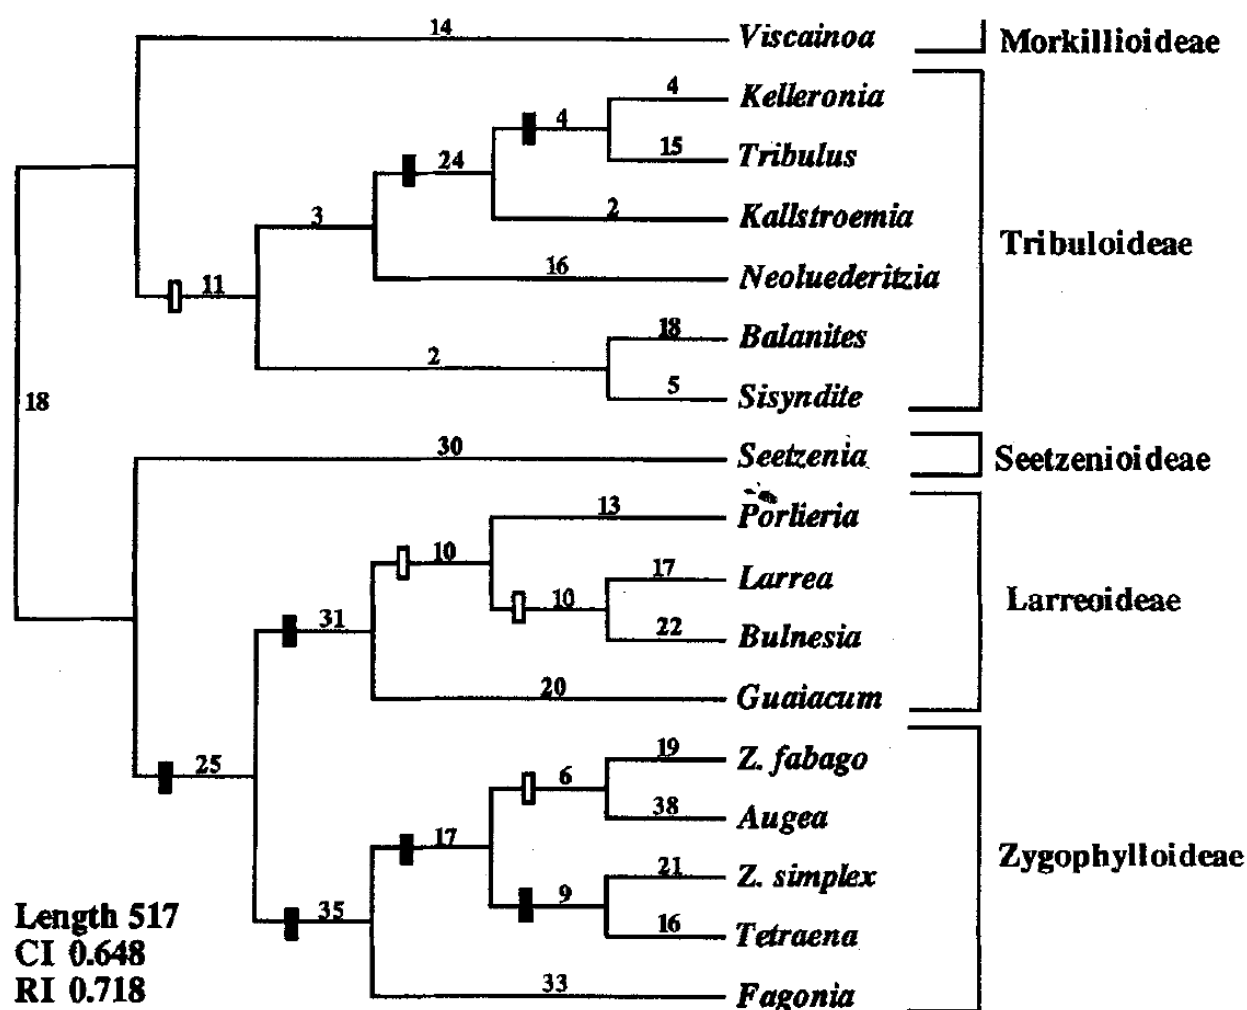 14
Viscainoa
Morkillioideae
4
Kelleronia
4
15
Tribulus
24
2
Kallstroemia
3
Tribuloideae
16
Neoluederitzia
11
18
Balanites
2
5
Sisyndite
18
30
Seetzenia
Seetzenioideae
13
Porlieria
10
17
Larrea
10
Larreoideae
31
22
Bulnesia
20
Guaiacum
19
Z. fabago
25
6
38
Augea
17
Zygophylloideae
21
Z. simplex
9
35
16
Tetraena
33
Fagonia
Length 517
CI 0.648
RI 0.718